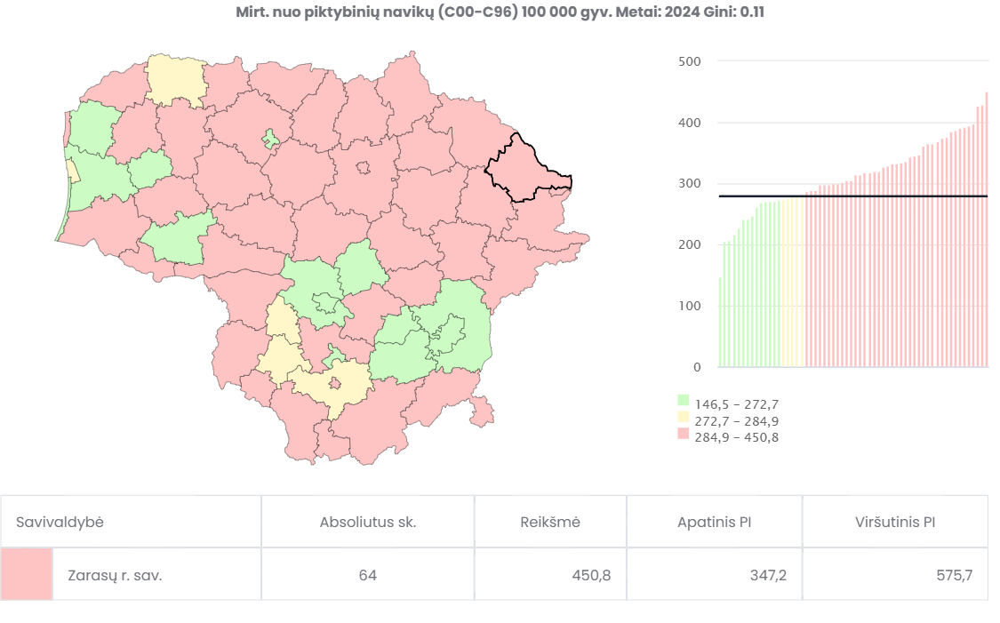 Mirt. nuo piktybinių navikų (C00-C96) 100 000 gyv. Metai: 2024 Gini: 0.11
500
400
300
200
100
0
146,5 - 272,7
272,7 - 284,9
284,9 - 450,8
Savivaldybė Absoliutus sk. Reikšmė Apatinis PI Viršutinis PI
Zarasų r. sav. 64 450,8 347,2 575,7